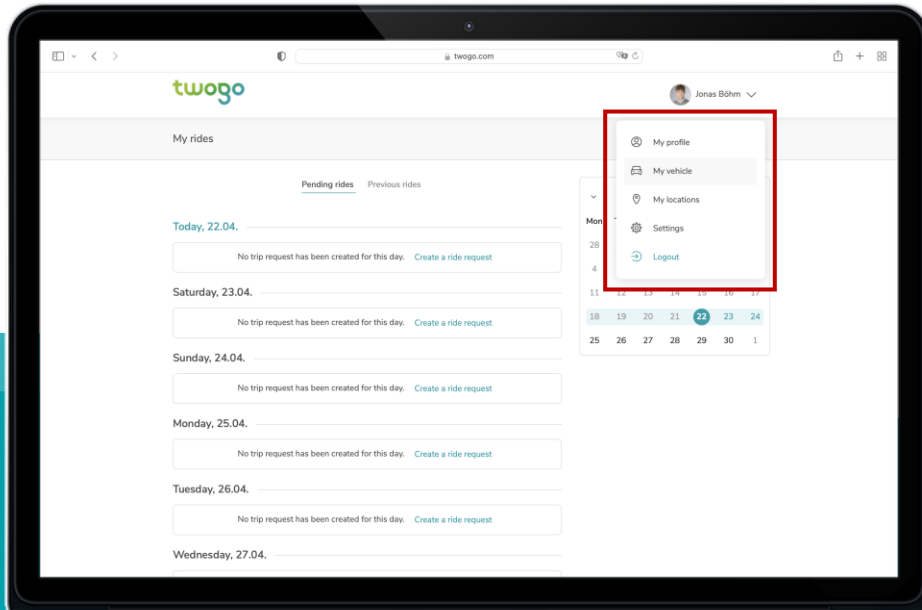 twogo.com
twogo
Jonas Böhm
My rides
My profile
My vehicle
My locations
Settings
Logout
Pending rides Previous rides
Today, 22.04.
No trip request has been created for this day. Create a ride request
Saturday, 23.04.
No trip request has been created for this day. Create a ride request
Sunday, 24.04.
No trip request has been created for this day. Create a ride request
Monday, 25.04.
No trip request has been created for this day. Create a ride request
Tuesday, 26.04.
No trip request has been created for this day. Create a ride request
Wednesday, 27.04.
Mon
28
4
11 12 13 14 15 16 17
18 19 20 21 22 23 24
25 26 27 28 29 30 1